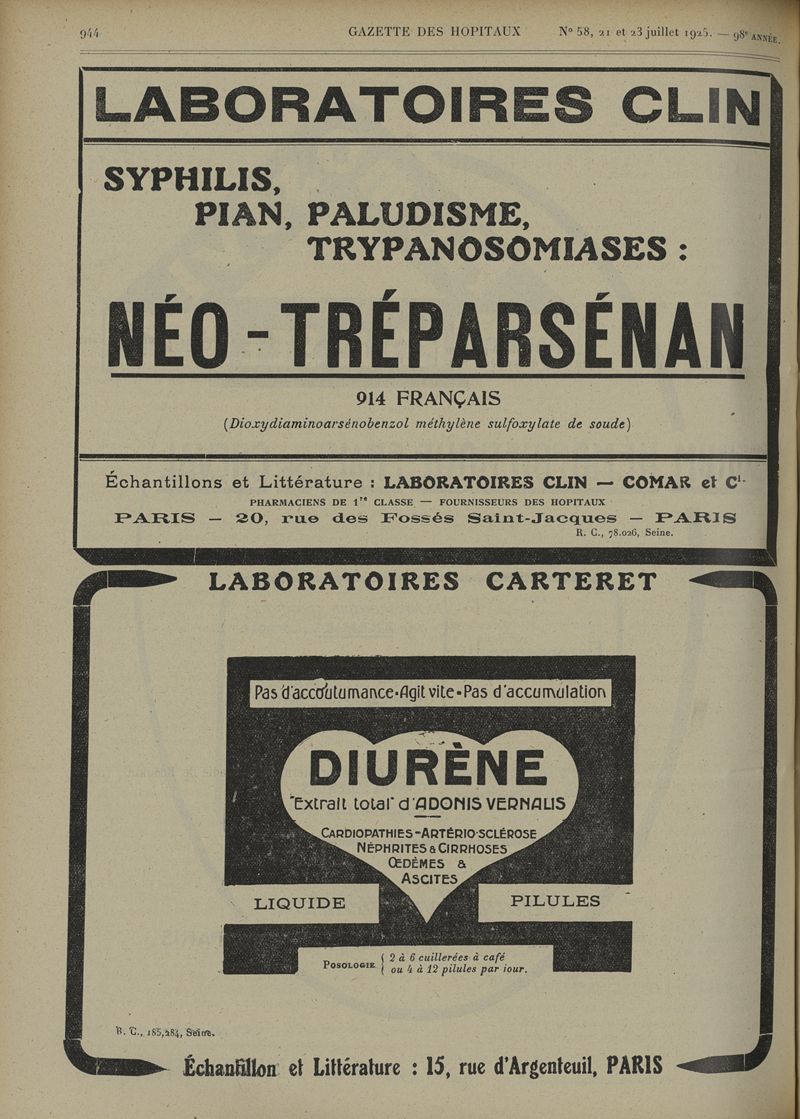 944 GAZETTE DES HOPITAUX N° 58, 21 et 23 juillet 1925. — 98e ANNÉE.
LABORATOIRES CLIN
SYPHILIS,
PIAN, PALUDISME,
TRYPANOSOMIASES :
NÉO-TRÉPARSÉNAN
914 FRANÇAIS
(Dioxydiaminoarsénobenzol méthylène sulfoxylate de soude)
Échantillons et Littérature : LABORATOIRES CLIN — COMAR et Cie
PHARMACIENS DE 1re CLASSE — FOURNISSEURS DES HOPITAUX
PARIS — 20, rue des Fossés Saint-Jacques — PARIS
R. C., 78.026, Seine.
LABORATOIRES CARTERET
Pas d'accoutumance-Agit vite-Pas d'accumulation
DIURÈNE
"Extrait total" d'ADONIS VERNALIS
CARDIOPATHIES-ARTÉRIO-SCLÉROSE
NÉPHRITES & CIRRHOSES
ŒDÈMES &
ASCITES
LIQUIDE PILULES
POSOLOGIE { 2 à 6 cuillerées à café
ou 4 à 12 pilules par jour.
R. C., 185,284, Seine.
Échantillon et Littérature : 15, rue d'Argenteuil, PARIS